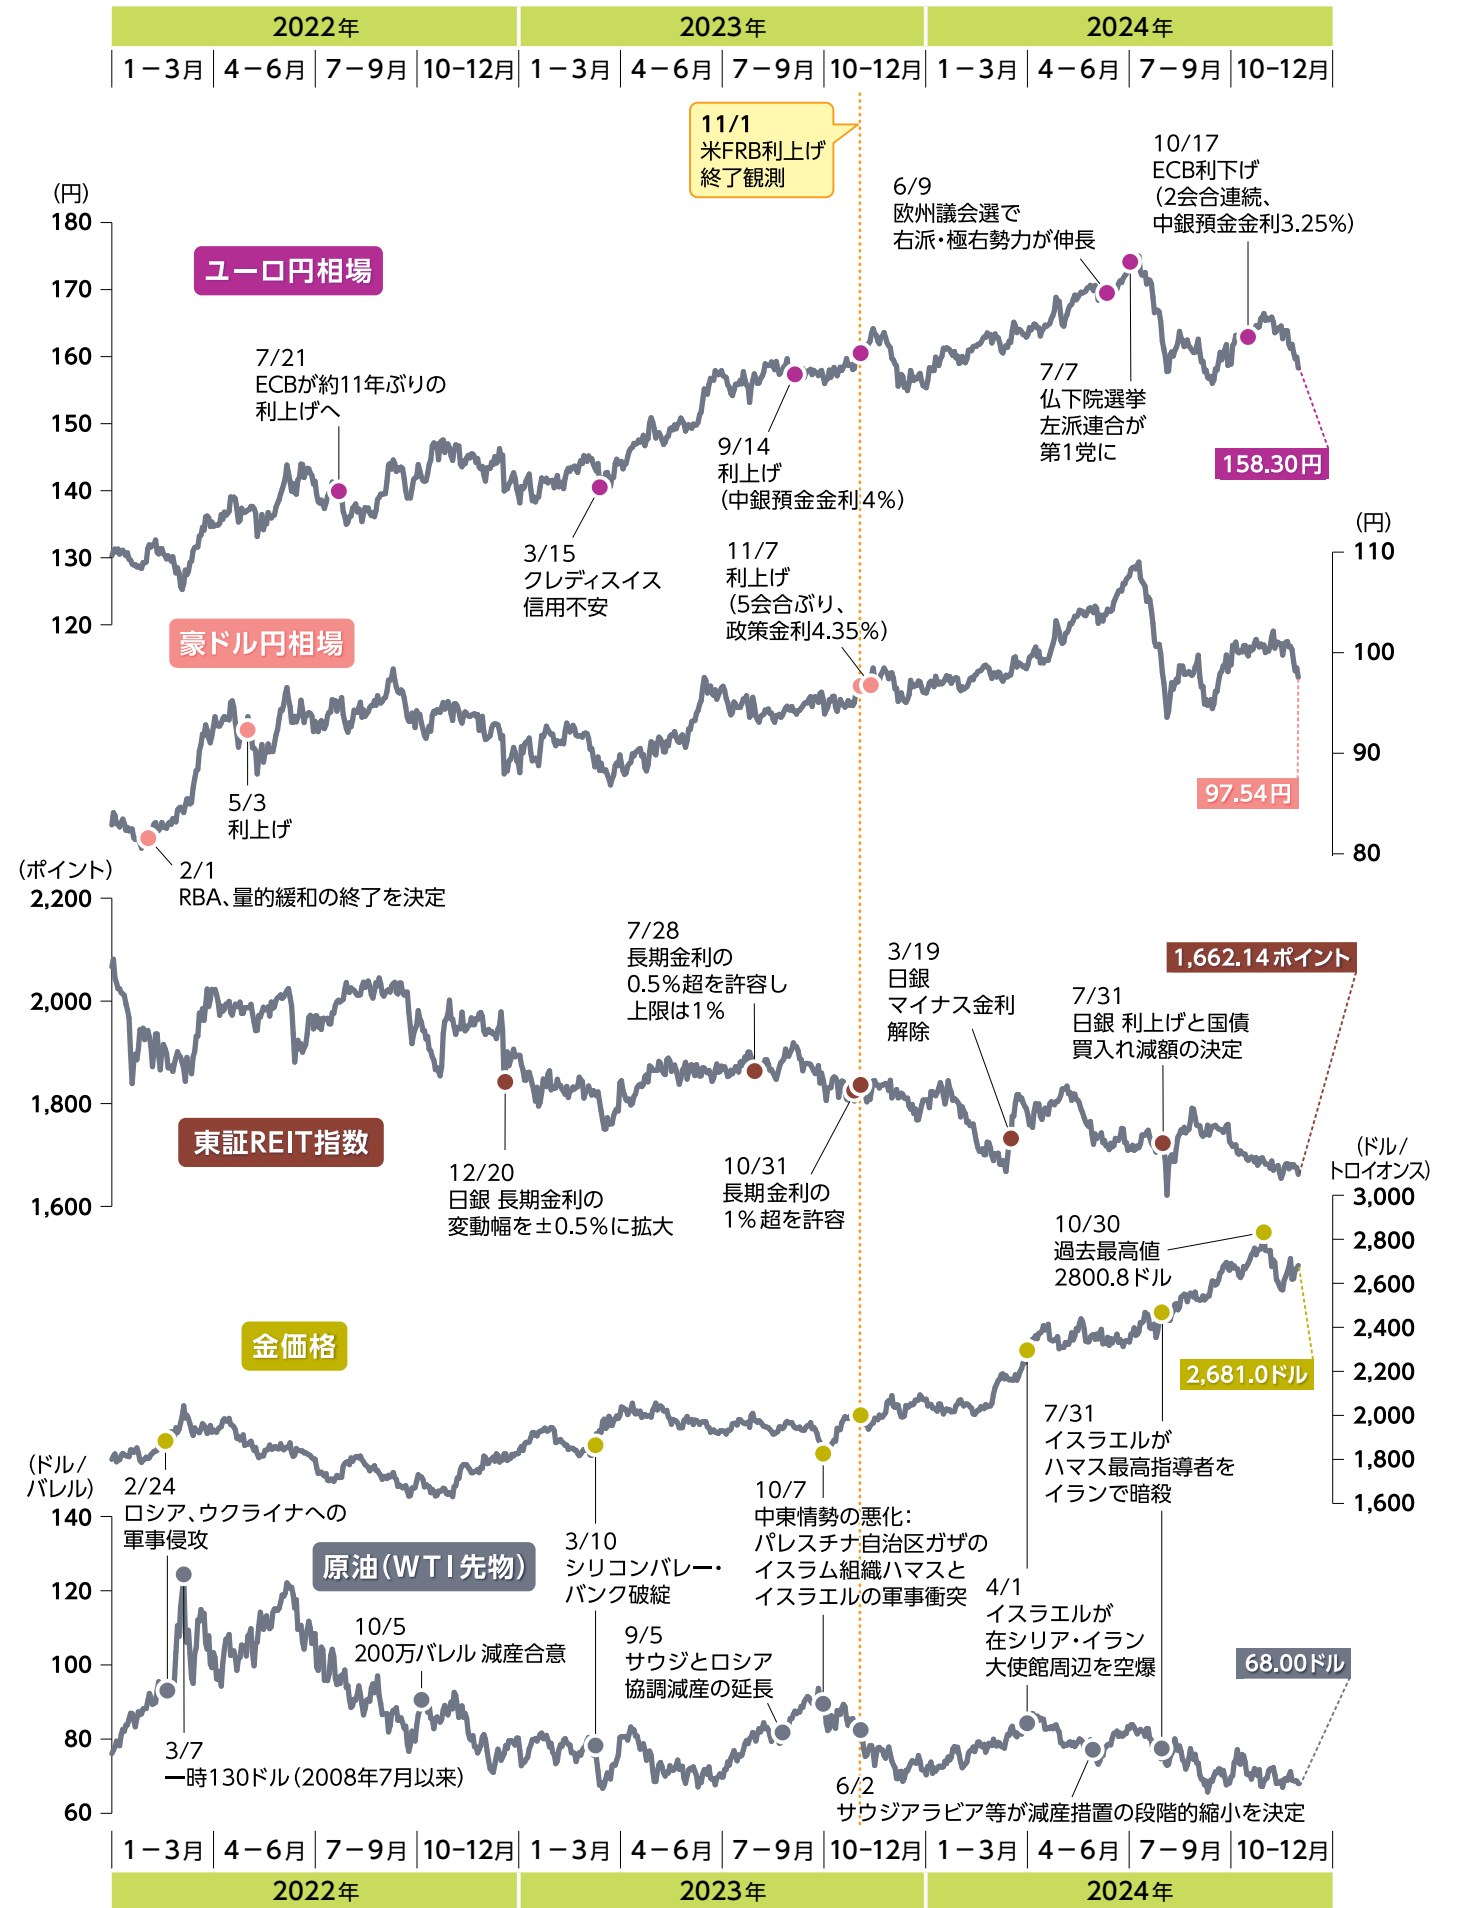 2022年
2023年
2024年
1−3月 4−6月 7−9月 10-12月 1−3月 4−6月 7−9月 10-12月 1−3月 4−6月 7−9月 10-12月
11/1
米FRB利上げ
終了観測
(円)
180
170
160
150
140
130
120
ユーロ円相場
7/21
ECBが約11年ぶりの
利上げへ
3/15
クレディスイス
信用不安
9/14
利上げ
(中銀預金金利4%)
6/9
欧州議会選で
右派・極右勢力が伸長
7/7
仏下院選挙
左派連合が
第1党に
10/17
ECB利下げ
(2会合連続、
中銀預金金利3.25%)
158.30円
(円)
110
100
90
80
豪ドル円相場
2/1
RBA、量的緩和の終了を決定
5/3
利上げ
11/7
利上げ
(5会合ぶり、
政策金利4.35%)
97.54円
(ポイント)
2,200
2,000
1,800
1,600
東証REIT指数
12/20
日銀 長期金利の
変動幅を±0.5%に拡大
7/28
長期金利の
0.5%超を許容し
上限は1%
10/31
長期金利の
1%超を許容
3/19
日銀
マイナス金利
解除
7/31
日銀 利上げと国債
買入れ減額の決定
1,662.14ポイント
(ドル/
トロイオンス)
3,000
2,800
2,600
2,400
2,200
2,000
1,800
1,600
金価格
2/24
ロシア、ウクライナへの
軍事侵攻
3/10
シリコンバレー・
バンク破綻
10/7
中東情勢の悪化：
パレスチナ自治区ガザの
イスラム組織ハマスと
イスラエルの軍事衝突
4/1
イスラエルが
在シリア・イラン
大使館周辺を空爆
7/31
イスラエルが
ハマス最高指導者を
イランで暗殺
10/30
過去最高値
2800.8ドル
2,681.0ドル
(ドル/
バレル)
140
120
100
80
60
原油(WTI先物)
3/7
一時130ドル(2008年7月以来)
10/5
200万バレル 減産合意
9/5
サウジとロシア
協調減産の延長
6/2
サウジアラビア等が減産措置の段階的縮小を決定
68.00ドル
1−3月 4−6月 7−9月 10-12月 1−3月 4−6月 7−9月 10-12月 1−3月 4−6月 7−9月 10-12月
2022年
2023年
2024年